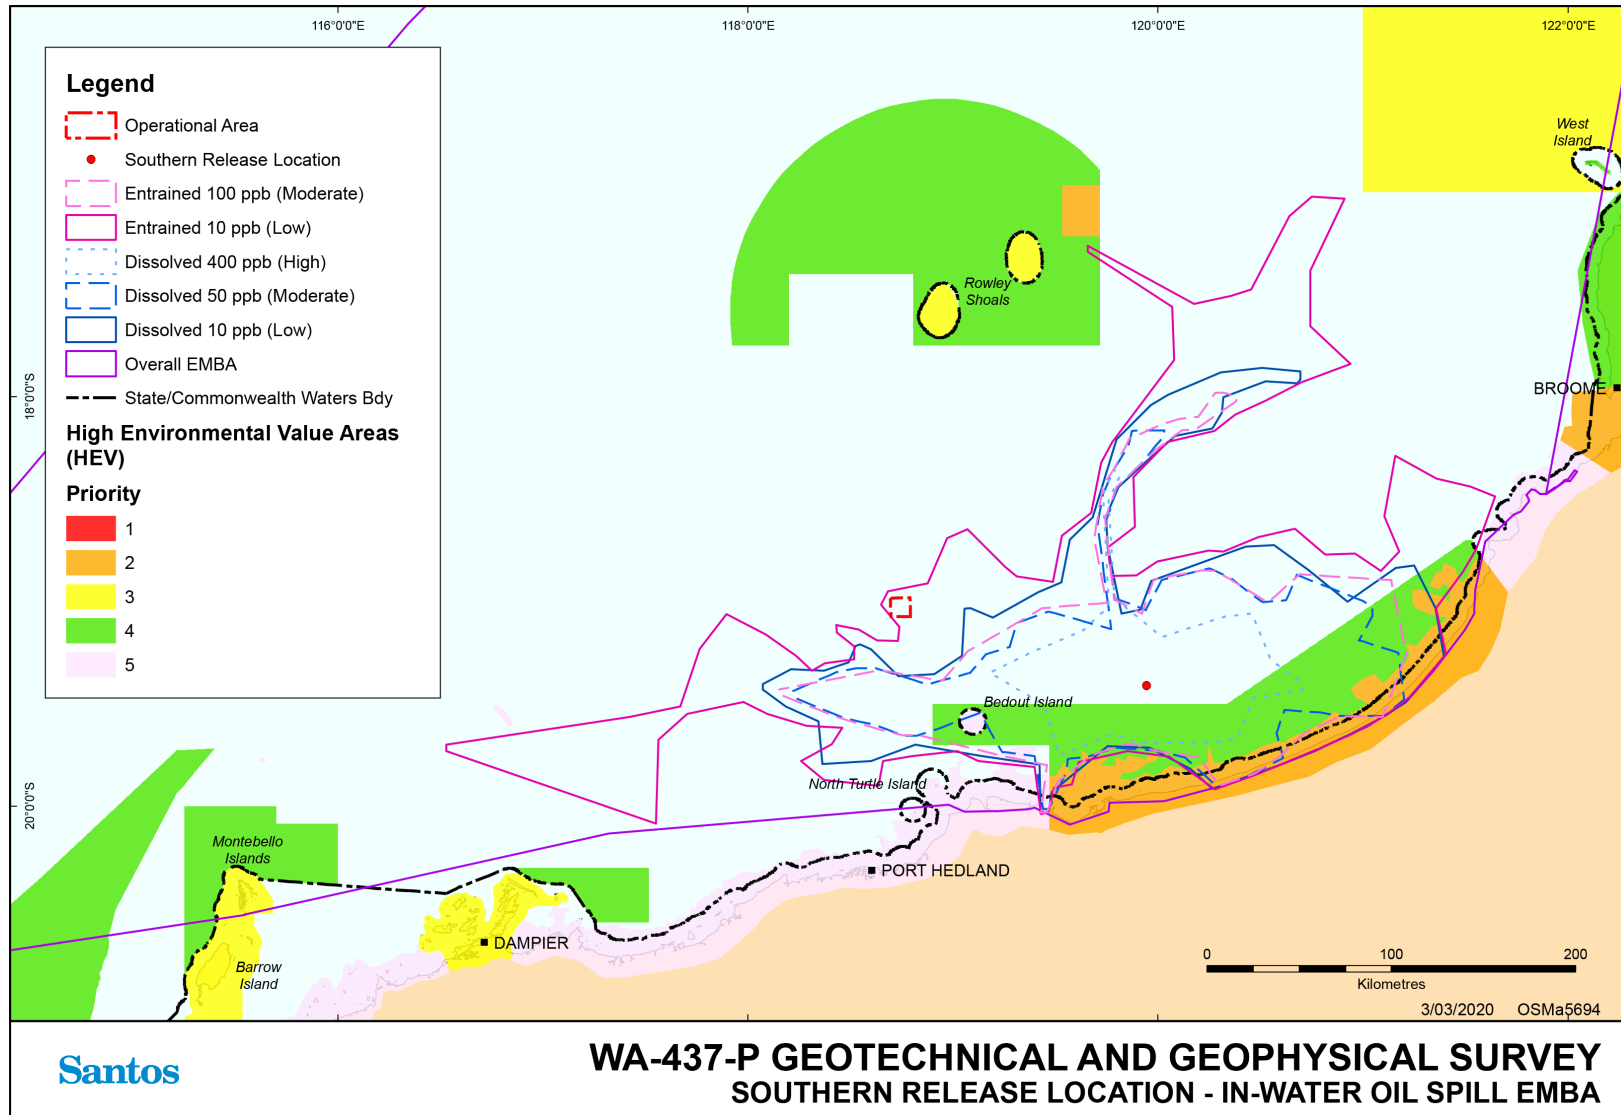 116°0'0"E
118°0'0"E
120°0'0"E
122°0'0"E
Legend
Operational Area
Southern Release Location
Entrained 100 ppb (Moderate)
Entrained 10 ppb (Low)
Dissolved 400 ppb (High)
Dissolved 50 ppb (Moderate)
Dissolved 10 ppb (Low)
Overall EMBA
State/Commonwealth Waters Bdy
High Environmental Value Areas
(HEV)
Priority
1
2
3
4
5
West
Island
Rowley
Shoals
18°0'0"S
BROOME
Bedout Island
North Turtle Island
20°0'0"S
Montebello
Islands
PORT HEDLAND
DAMPIER
Barrow
Island
0
100
200
Kilometres
3/03/2020
OSMa5694
Santos
WA-437-P GEOTECHNICAL AND GEOPHYSICAL SURVEY
SOUTHERN RELEASE LOCATION - IN-WATER OIL SPILL EMBA